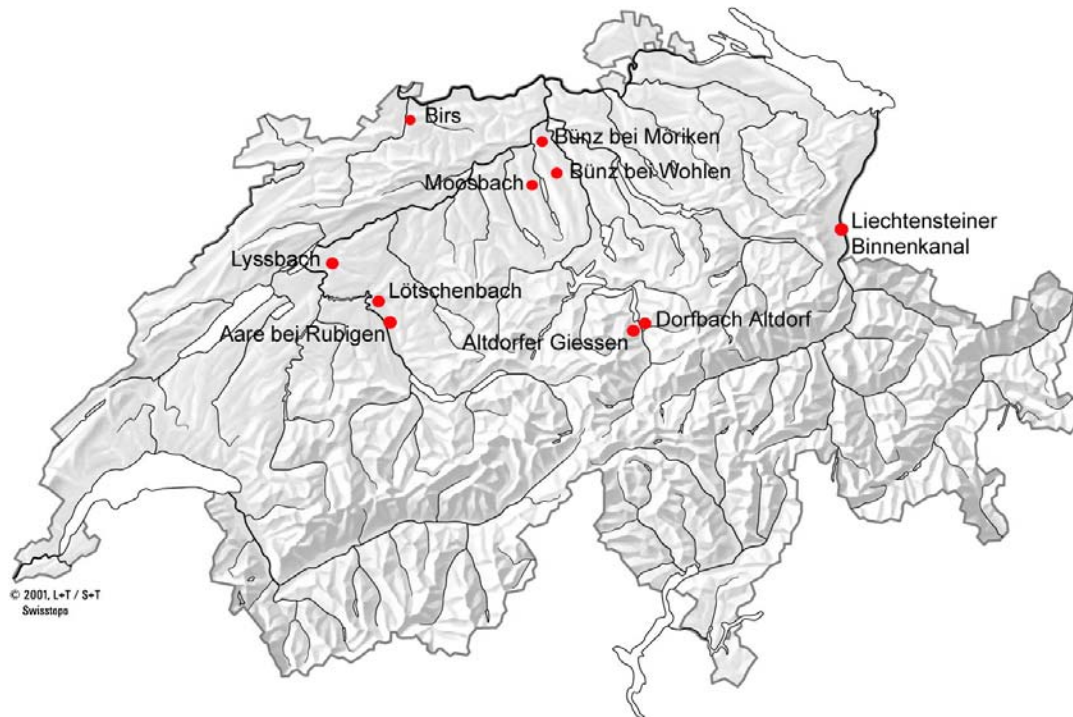 Birs
Bünz bei Möriken
Bünz bei Wohlen
Moosbach
Liechtensteiner
Binnenkanal
Lyssbach
Lötschenbach
Dorfbach Altdorf
Aare bei Rubigen
Altdorfer Giessen
© 2001, L+T / S+T
Swisstopo